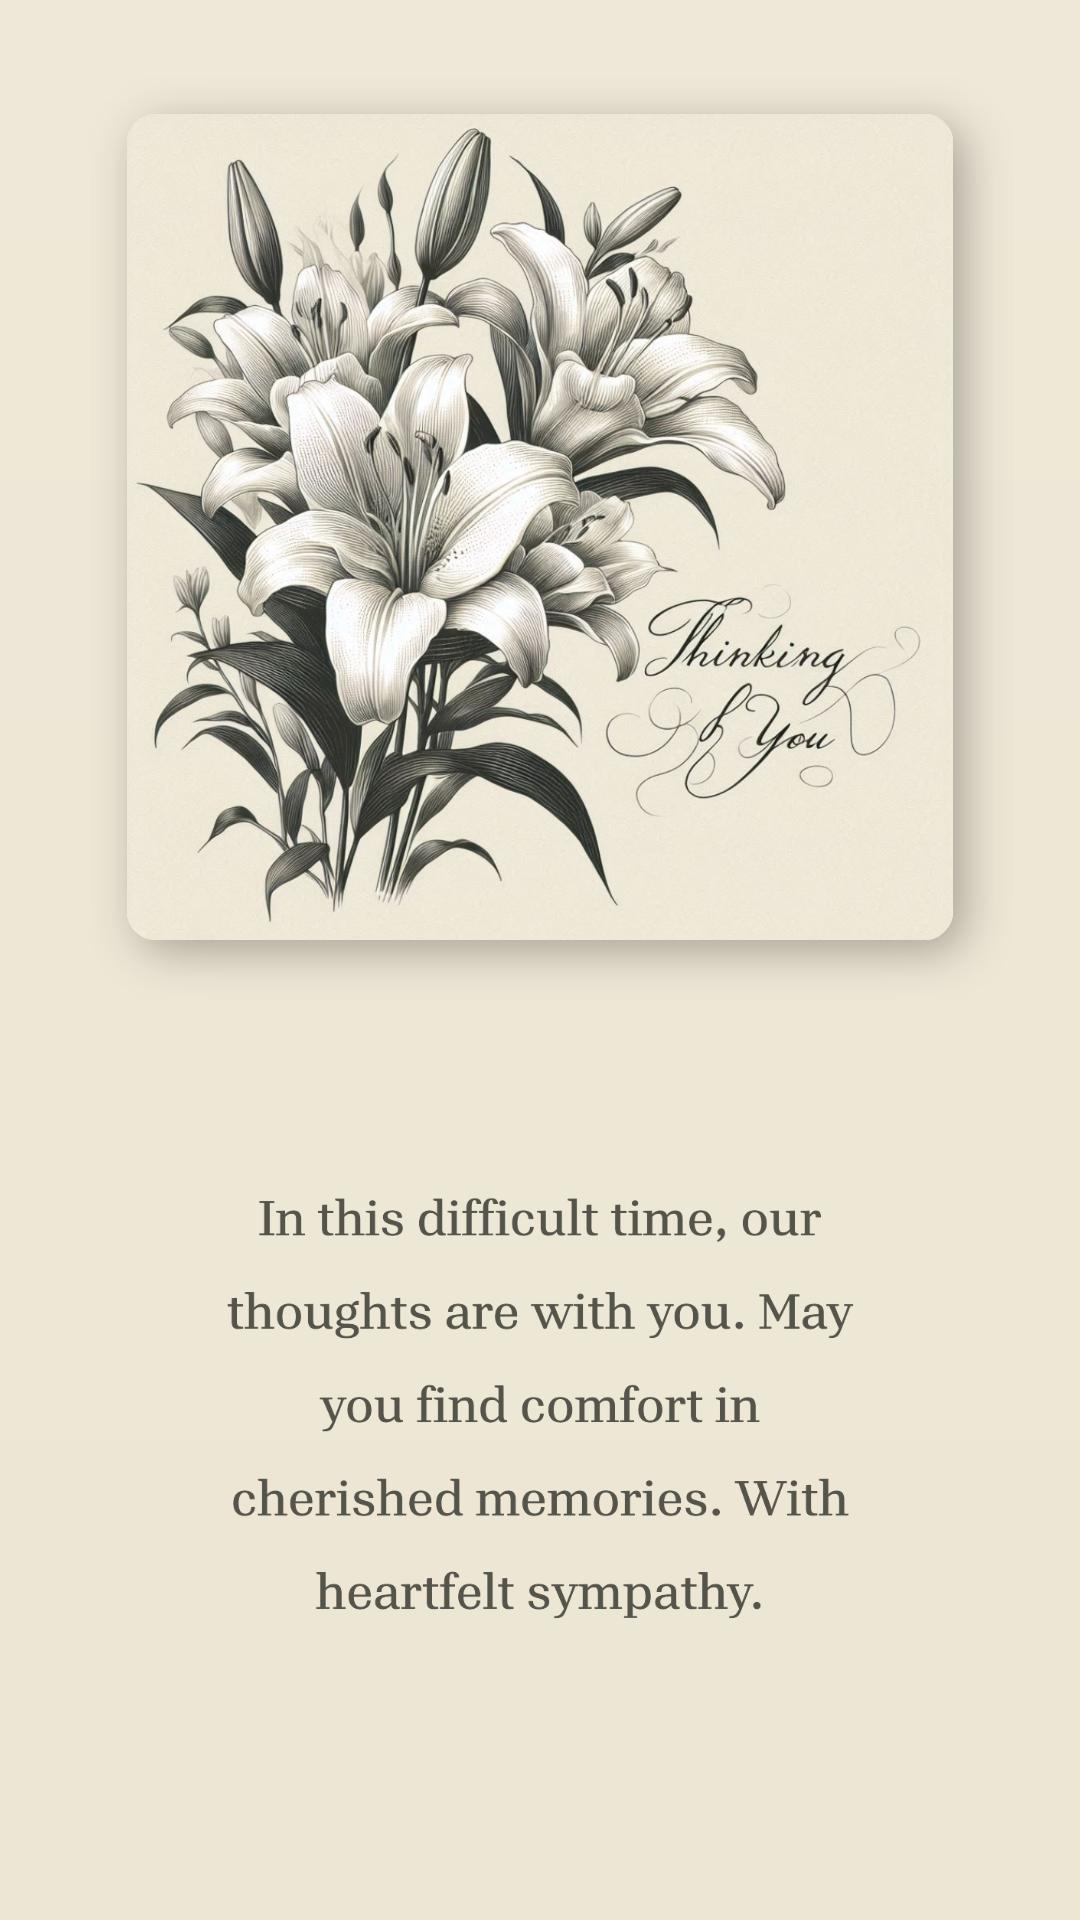 Thinking
of You
In this difficult time, our
thoughts are with you. May
you find comfort in
cherished memories. With
heartfelt sympathy.